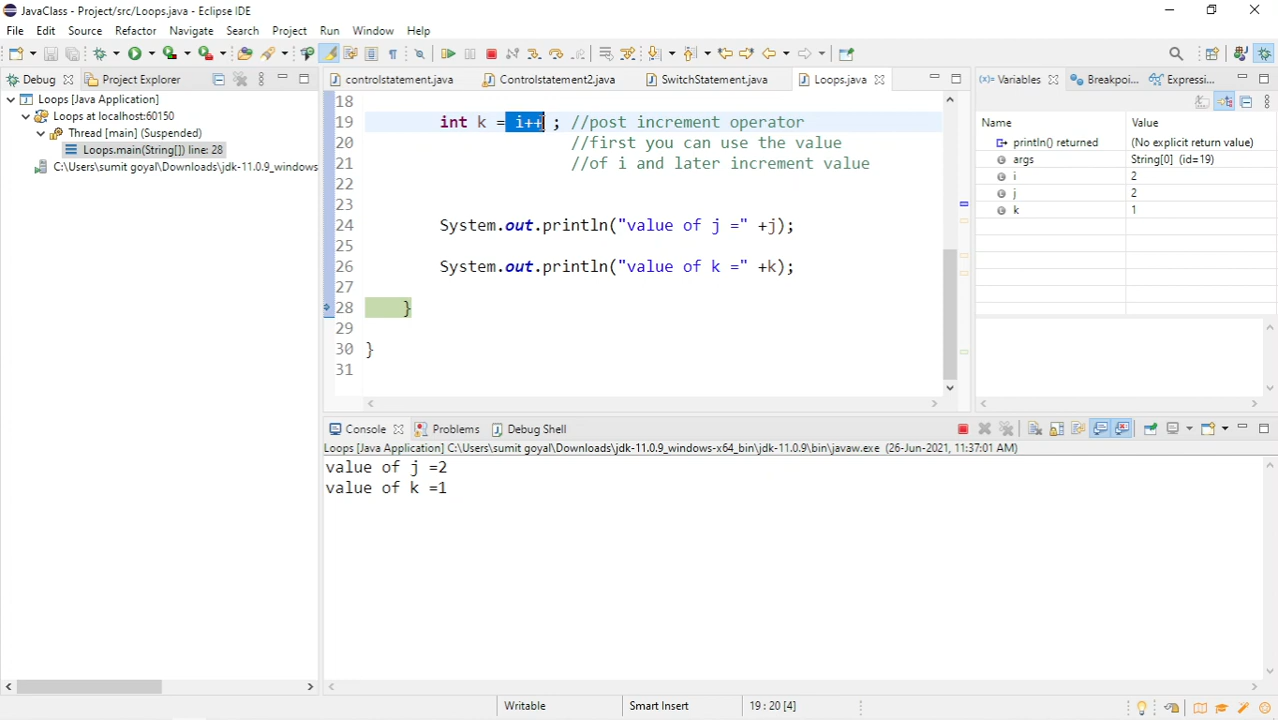 JavaClass - Project/src/Loops.java - Eclipse IDE
File Edit Source Refactor Navigate Search Project Run Window Help
Debug Project Explorer
controlstatement.java Controlstatement2.java SwitchStatement.java Loops.java
(x)= Variables Breakpoi... Expressi...
Loops [Java Application]
Loops at localhost:60150
Thread [main] (Suspended)
Loops.main(String[]) line: 28
C:\Users\sumit goyal\Downloads\jdk-11.0.9_windows
18
19 int k = i++ ; //post increment operator
20 //first you can use the value
21 //of i and later increment value
22
23
24 System.out.println("value of j =" +j);
25
26 System.out.println("value of k =" +k);
27
28 }
29
30 }
31
Name Value
println() returned (No explicit return value)
args String[0] (id=19)
i 2
j 2
k 1
Console Problems Debug Shell
Loops [Java Application] C:\Users\sumit goyal\Downloads\jdk-11.0.9_windows-x64_bin\jdk-11.0.9\bin\javaw.exe (26-Jun-2021, 11:37:01 AM)
value of j =2
value of k =1
Writable Smart Insert 19 : 20 [4]